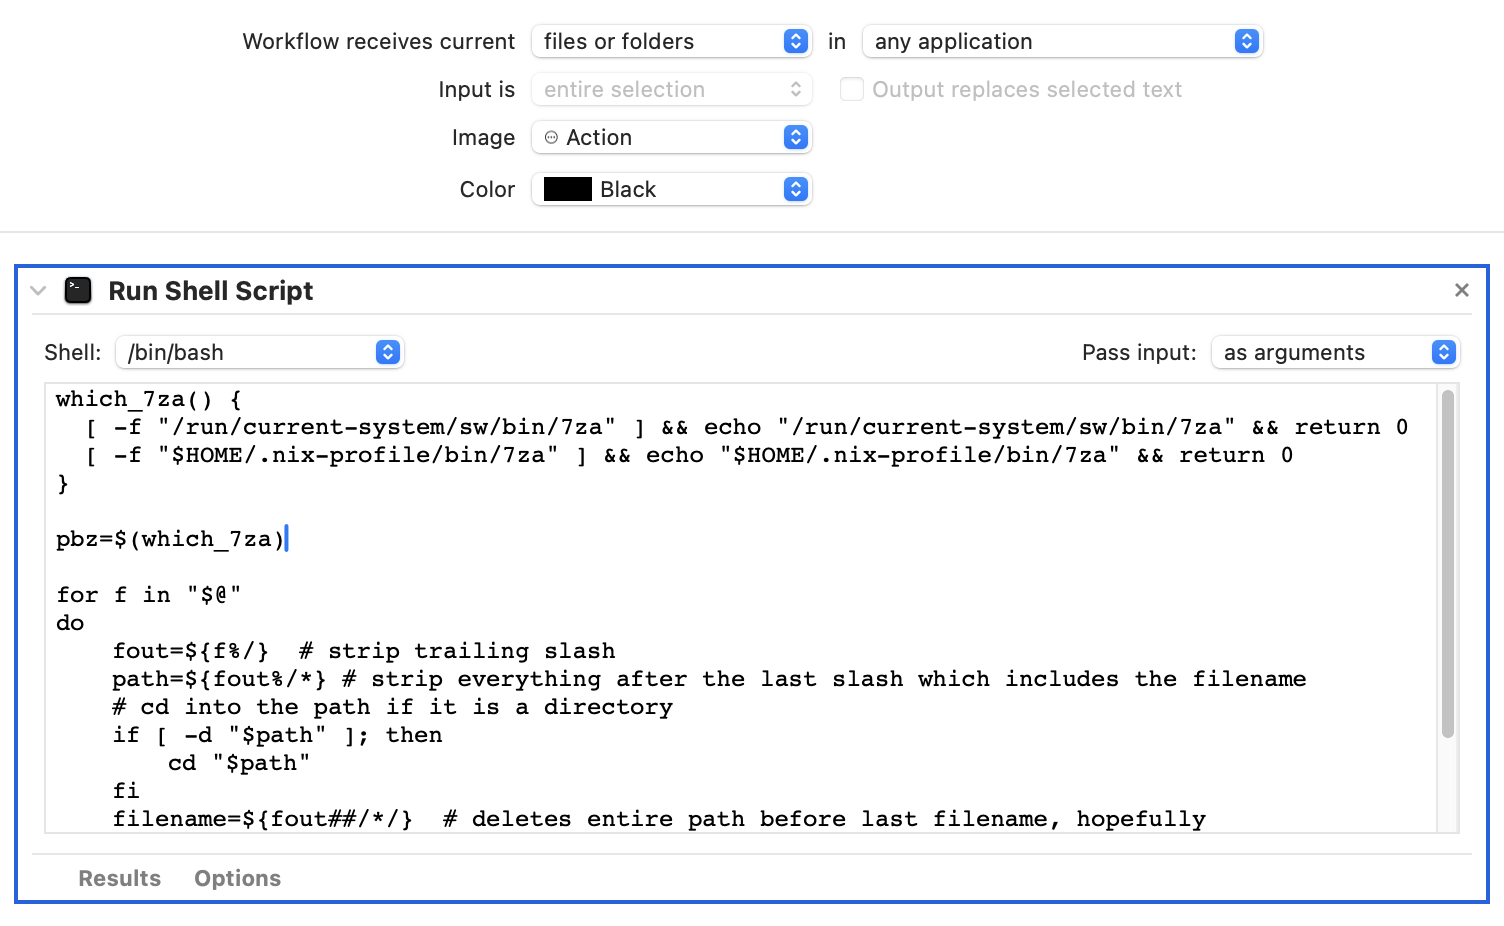 Workflow receives current files or folders in any application
Input is entire selection Output replaces selected text
Image Action
Color Black
Run Shell Script
Shell: /bin/bash Pass input: as arguments
which_7za() {
  [ -f "/run/current-system/sw/bin/7za" ] && echo "/run/current-system/sw/bin/7za" && return 0
  [ -f "$HOME/.nix-profile/bin/7za" ] && echo "$HOME/.nix-profile/bin/7za" && return 0
}
pbz=$(which_7za)
for f in "$@"
do
    fout=${f%/}  # strip trailing slash
    path=${fout%/*} # strip everything after the last slash which includes the filename
    # cd into the path if it is a directory
    if [ -d "$path" ]; then
        cd "$path"
    fi
    filename=${fout##/*/}  # deletes entire path before last filename, hopefully
Results Options